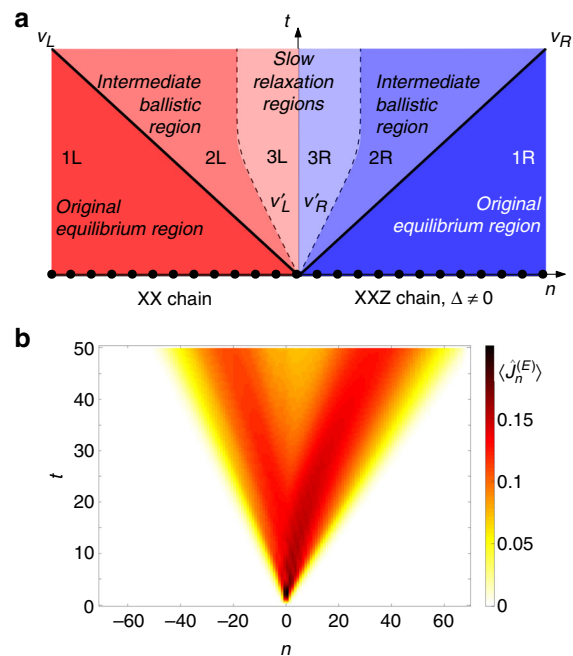 a
t
v_L
v_R
Slow
relaxation
regions
Intermediate
ballistic
region
Intermediate
ballistic
region
1L
2L
3L
3R
2R
1R
v'_L
v'_R
Original
equilibrium region
Original
equilibrium region
n
XX chain
XXZ chain, Δ ≠ 0
b
50
40
30
20
10
0
t
−60
−40
−20
0
20
40
60
n
⟨Ĵ_n^(E)⟩
0.15
0.1
0.05
0